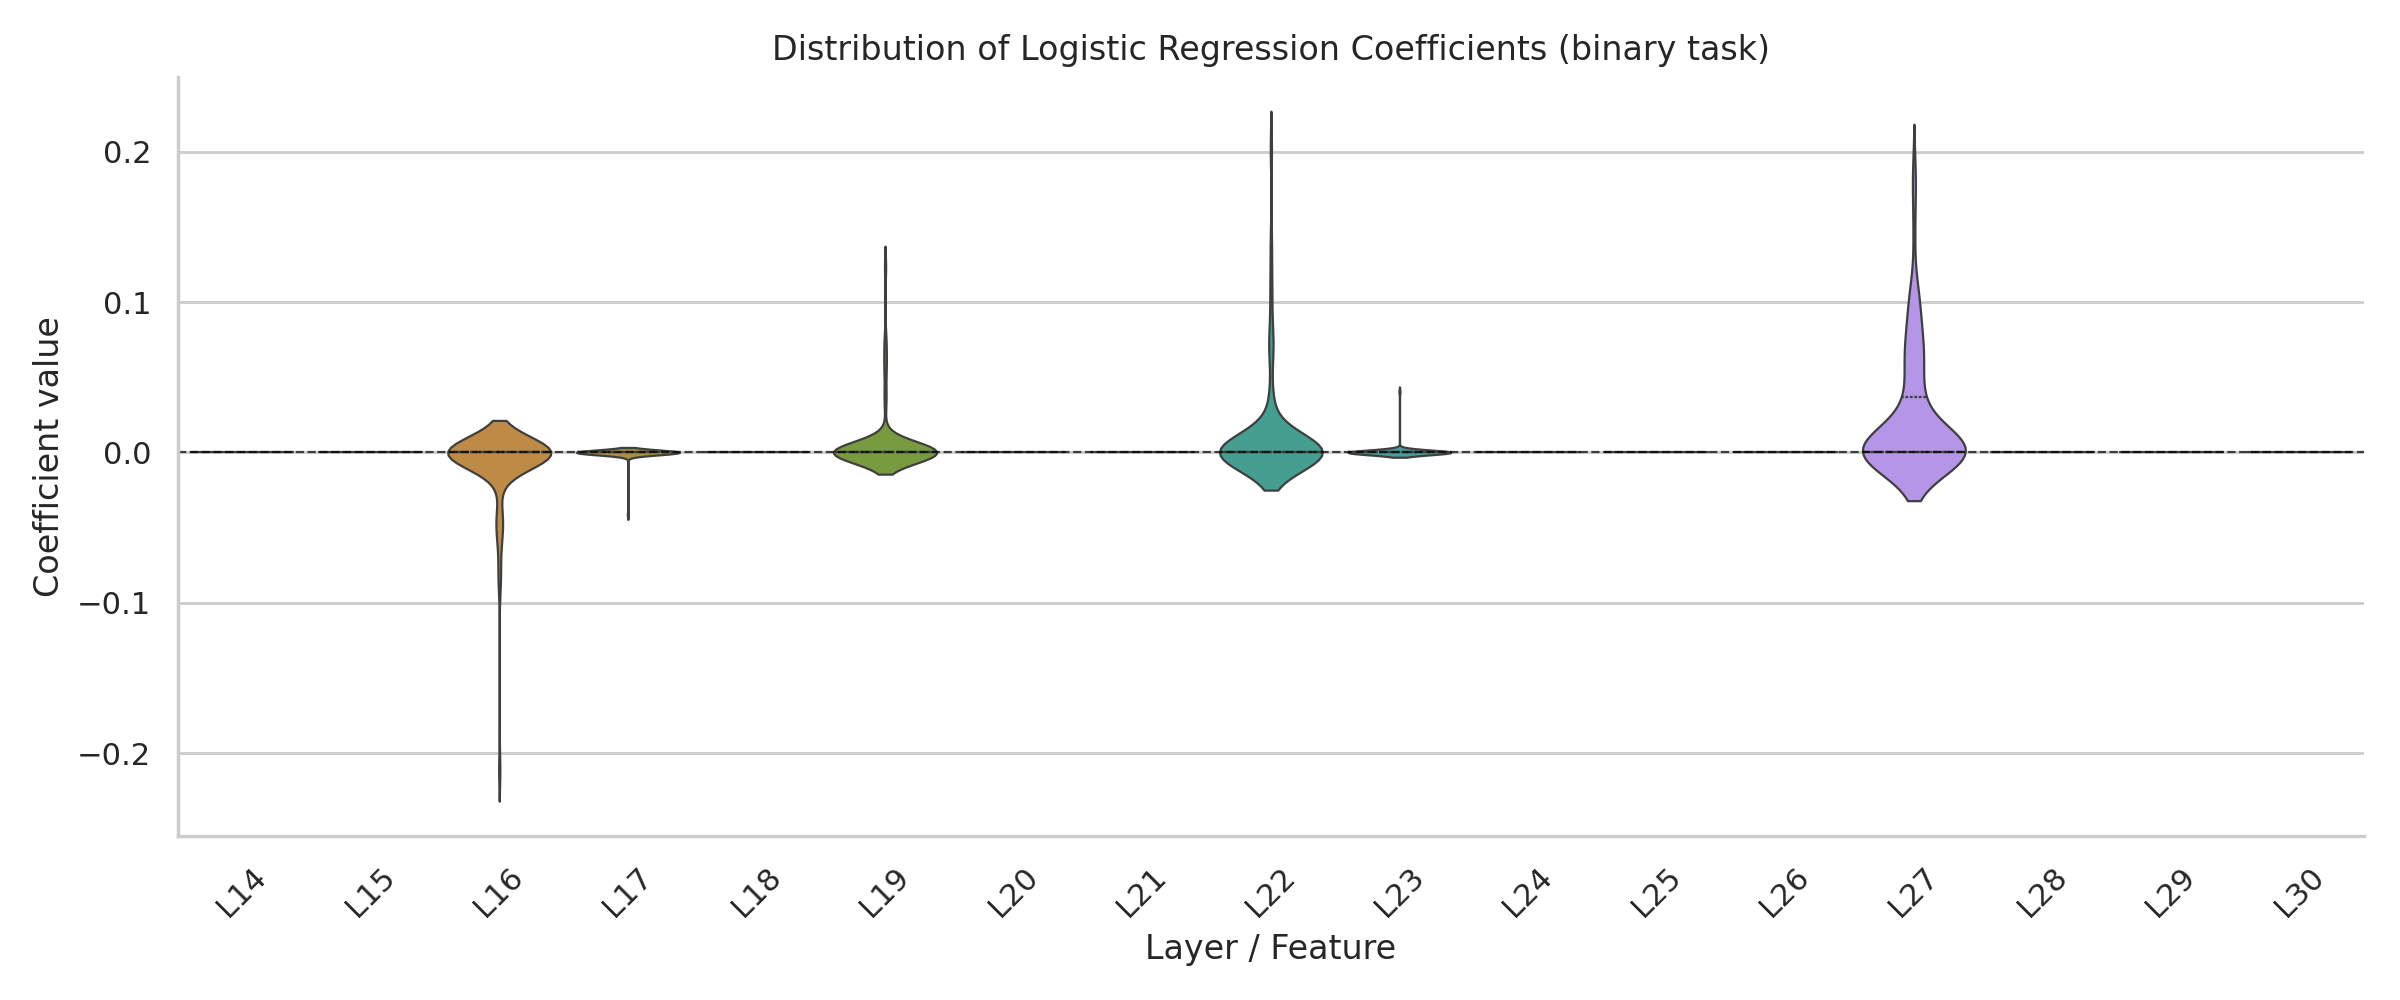 Distribution of Logistic Regression Coefficients (binary task)
Coefficient value
0.2
0.1
0.0
−0.1
−0.2
L14
L15
L16
L17
L18
L19
L20
L21
L22
L23
L24
L25
L26
L27
L28
L29
L30
Layer / Feature